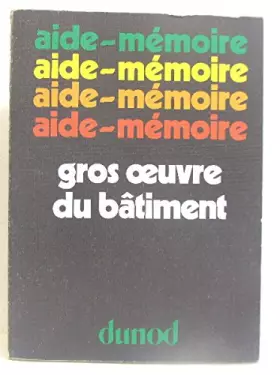 aide-mémoire
aide-mémoire
aide-mémoire
aide-mémoire
gros œuvre
du bâtiment
dunod